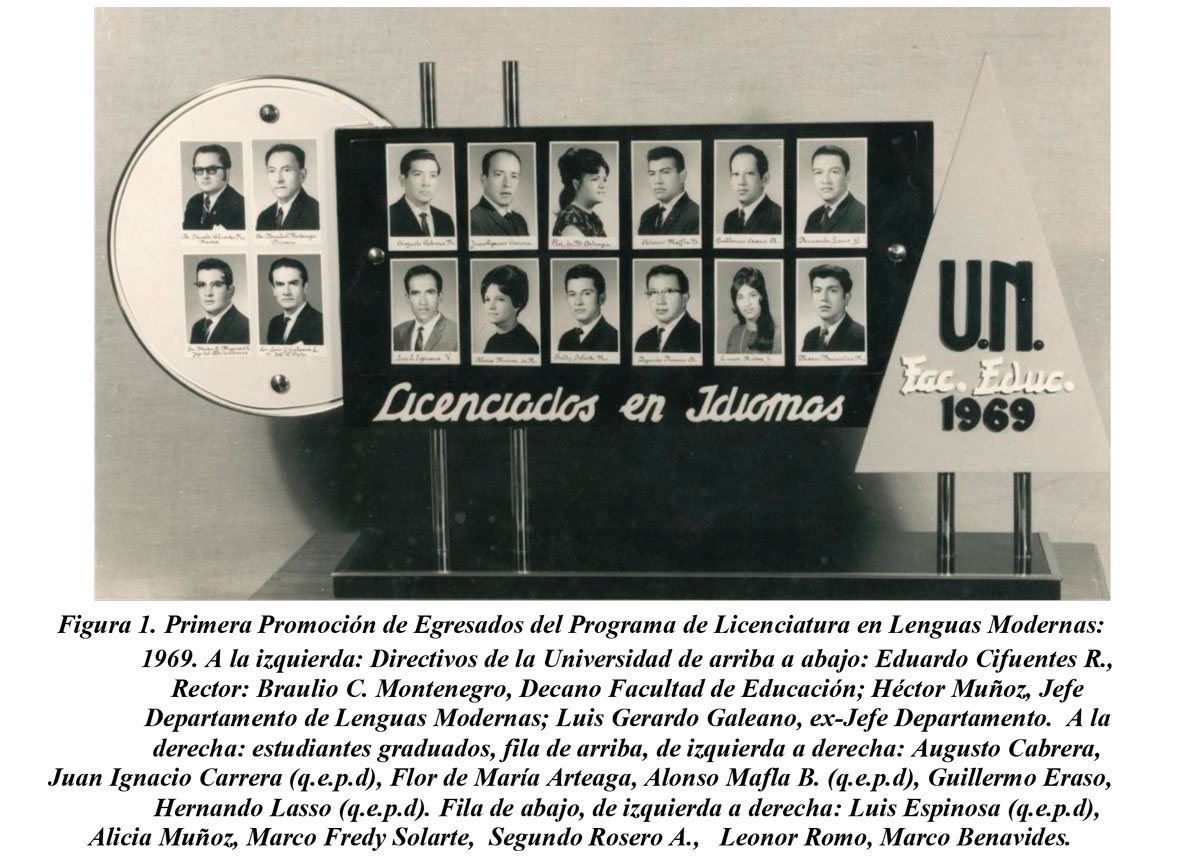 Licenciados en Idiomas
U.N.
Fac. Educ.
1969
Figura 1. Primera Promoción de Egresados del Programa de Licenciatura en Lenguas Modernas:
1969. A la izquierda: Directivos de la Universidad de arriba a abajo: Eduardo Cifuentes R.,
Rector: Braulio C. Montenegro, Decano Facultad de Educación; Héctor Muñoz, Jefe
Departamento de Lenguas Modernas; Luis Gerardo Galeano, ex-Jefe Departamento. A la
derecha: estudiantes graduados, fila de arriba, de izquierda a derecha: Augusto Cabrera,
Juan Ignacio Carrera (q.e.p.d), Flor de María Arteaga, Alonso Mafla B. (q.e.p.d), Guillermo Eraso,
Hernando Lasso (q.e.p.d). Fila de abajo, de izquierda a derecha: Luis Espinosa (q.e.p.d),
Alicia Muñoz, Marco Fredy Solarte, Segundo Rosero A., Leonor Romo, Marco Benavides.